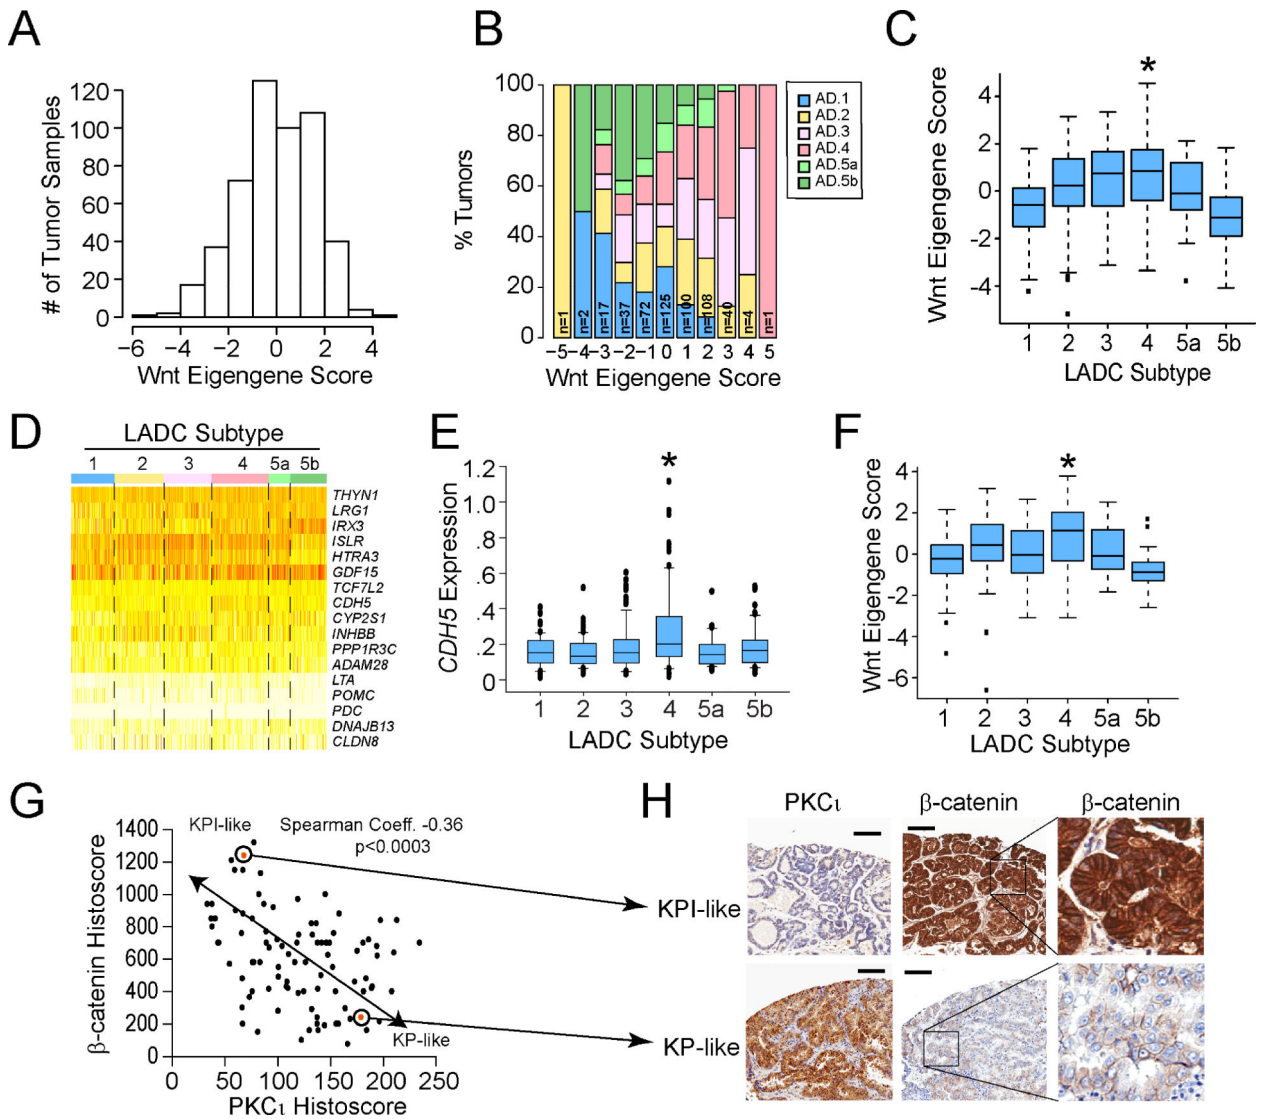 A
# of Tumor Samples
120
100
80
60
40
20
0
−6 −4 −2 0 2 4
Wnt Eigengene Score
B
% Tumors
100
80
60
40
20
0
n=1 n=2 n=17 n=37 n=72 n=125 n=100 n=108 n=40 n=4 n=1
−5 −4 −3 −2 −1 0 1 2 3 4 5
Wnt Eigengene Score
AD.1
AD.2
AD.3
AD.4
AD.5a
AD.5b
C
Wnt Eigengene Score
4
2
0
-2
-4
*
1 2 3 4 5a 5b
LADC Subtype
D
LADC Subtype
1 2 3 4 5a 5b
THYN1
LRG1
IRX3
ISLR
HTRA3
GDF15
TCF7L2
CDH5
CYP2S1
INHBB
PPP1R3C
ADAM28
LTA
POMC
PDC
DNAJB13
CLDN8
E
CDH5 Expression
1.2
1.0
.8
.6
.4
.2
0
*
1 2 3 4 5a 5b
LADC Subtype
F
Wnt Eigengene Score
4
2
0
-2
-4
-6
*
1 2 3 4 5a 5b
LADC Subtype
G
β-catenin Histoscore
1400
1200
1000
800
600
400
200
0
KPI-like
Spearman Coeff. -0.36
p<0.0003
KP-like
0 50 100 150 200 250
PKCι Histoscore
H
PKCι β-catenin β-catenin
KPI-like
KP-like